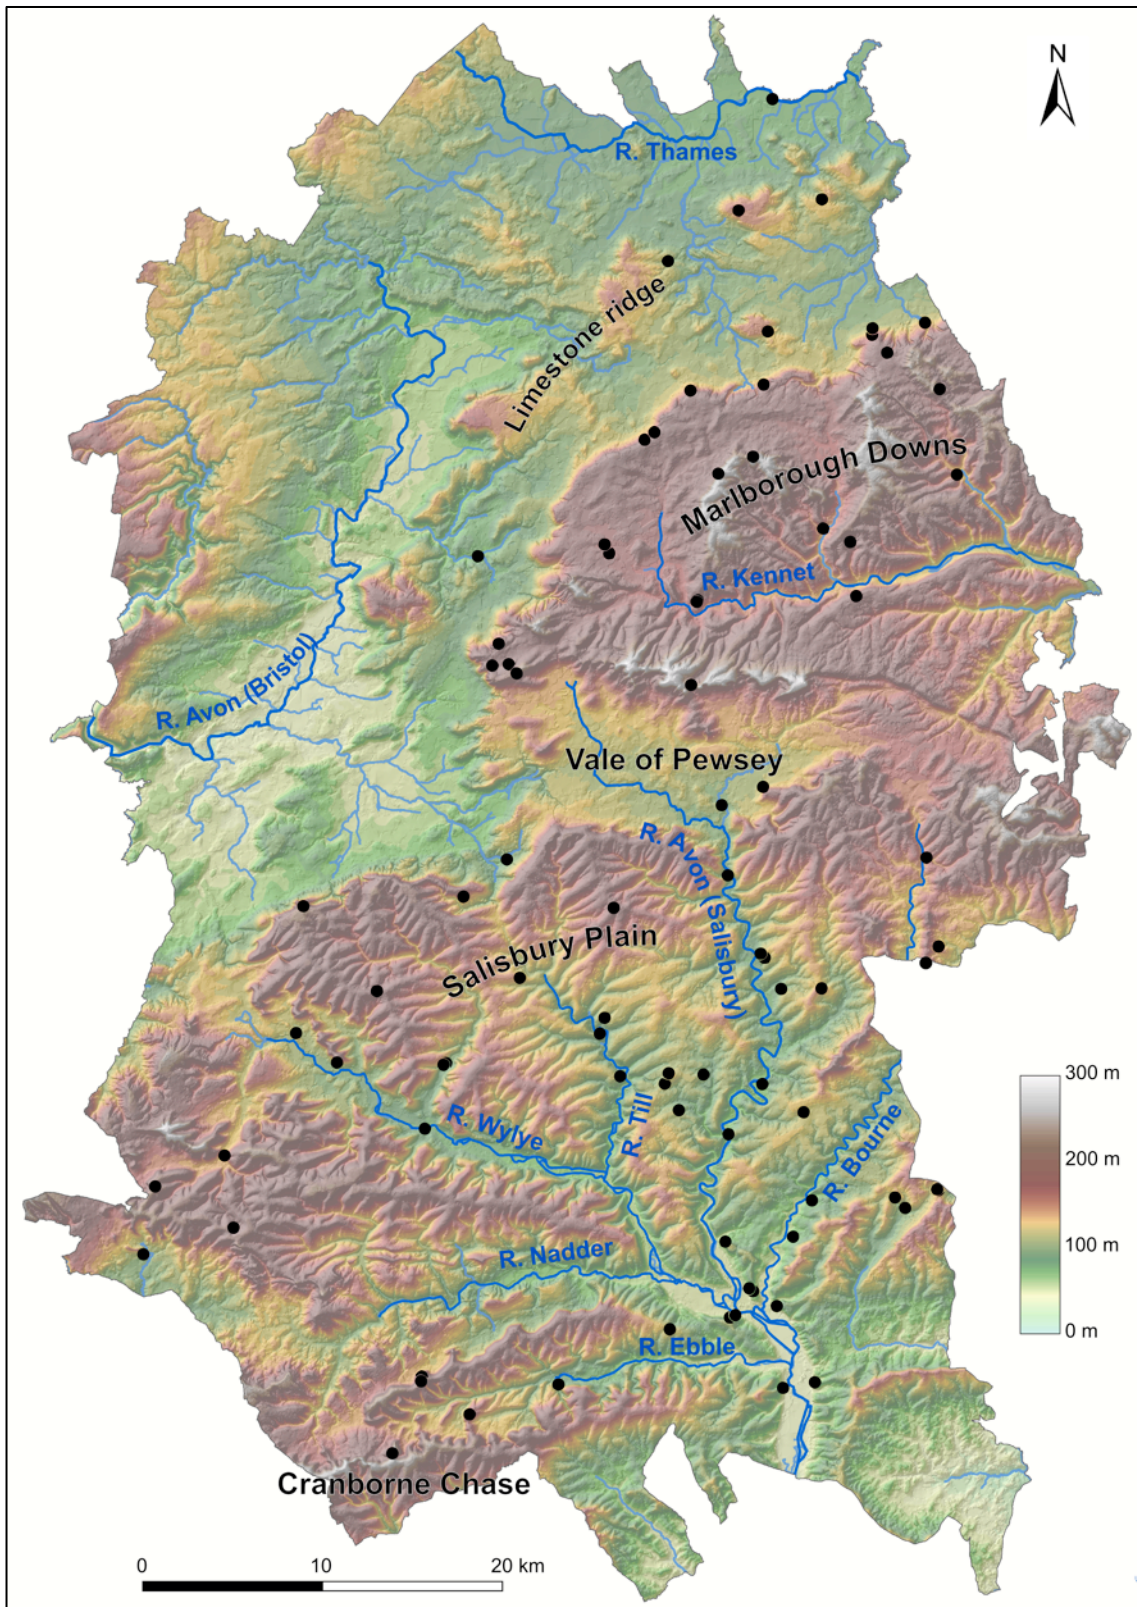 N
R. Thames
Limestone ridge
Marlborough Downs
R. Kennet
R. Avon (Bristol)
Vale of Pewsey
R. Avon (Salisbury)
Salisbury Plain
300 m
R. Till
R. Wylye
R. Bourne
200 m
100 m
R. Nadder
0 m
R. Ebble
Cranborne Chase
0 10 20 km